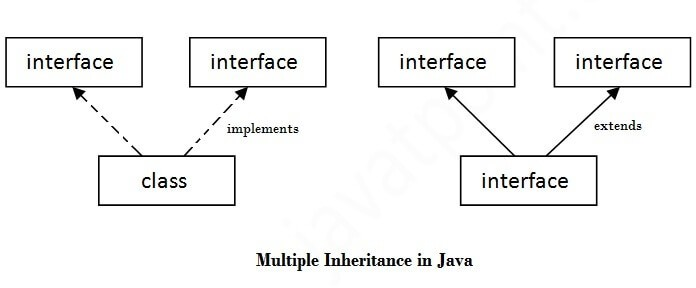 interface
interface
interface
interface
implements
extends
class
interface
Multiple Inheritance in Java